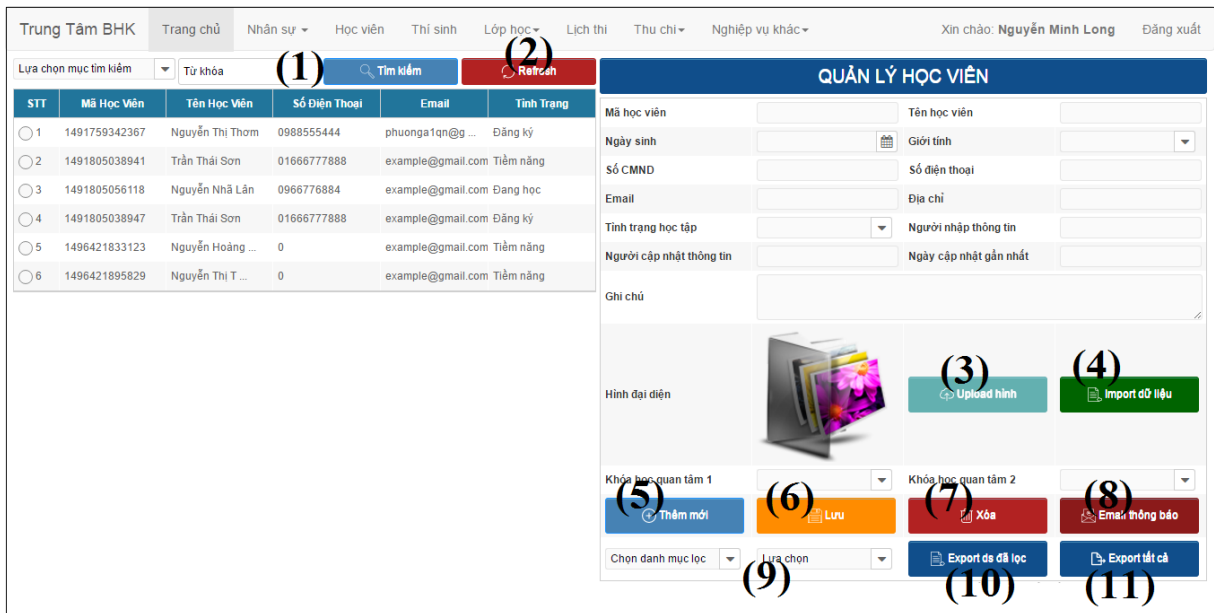 Trung Tâm BHK Trang chủ Nhân sự Học viên Thí sinh Lớp học Lịch thi Thu chi Nghiệp vụ khác Xin chào: Nguyễn Minh Long Đăng xuất
Lựa chọn mục tìm kiếm Từ khóa (1) Tìm kiếm (2) Refresh
STT Mã Học Viên Tên Học Viên Số Điện Thoại Email Tình Trạng
1 1491759342367 Nguyễn Thị Thơm 0988555444 phuonga1qn@g ... Đăng ký
2 1491805038941 Trần Thái Sơn 01666777888 example@gmail.com Tiềm năng
3 1491805056118 Nguyễn Nhã Lân 0966776884 example@gmail.com Đang học
4 1491805038947 Trần Thái Sơn 01666777888 example@gmail.com Đăng ký
5 1496421833123 Nguyễn Hoàng ... 0 example@gmail.com Tiềm năng
6 1496421895829 Nguyễn Thị T ... 0 example@gmail.com Tiềm năng
QUẢN LÝ HỌC VIÊN
Mã học viên Tên học viên
Ngày sinh Giới tính
Số CMND Số điện thoại
Email Địa chỉ
Tình trạng học tập Người nhập thông tin
Người cập nhật thông tin Ngày cập nhật gần nhất
Ghi chú
Hình đại diện (3) Upload hình (4) Import dữ liệu
Khóa học quan tâm 1 Khóa học quan tâm 2
(5) Thêm mới (6) Lưu (7) Xóa (8) Email thông báo
Chọn danh mục lọc Lựa chọn Export ds đã lọc Export tất cả
(9) (10) (11)